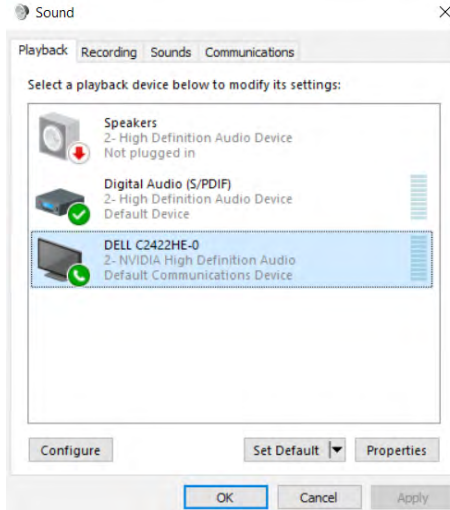 Sound
Playback Recording Sounds Communications
Select a playback device below to modify its settings:
Speakers
2- High Definition Audio Device
Not plugged in
Digital Audio (S/PDIF)
2- High Definition Audio Device
Default Device
DELL C2422HE-0
2- NVIDIA High Definition Audio
Default Communications Device
Configure Set Default Properties
OK Cancel Apply